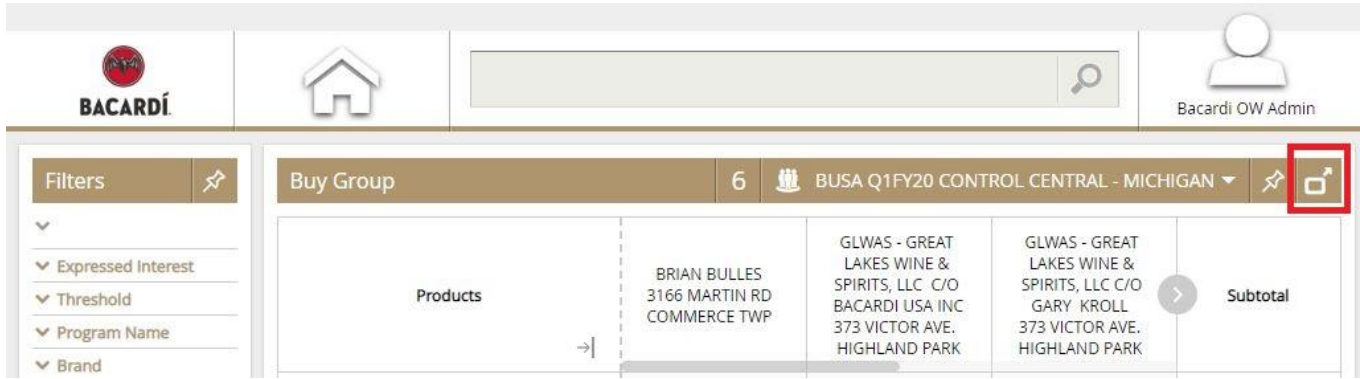 BACARDÍ
Bacardi OW Admin
Filters
Expressed Interest
Threshold
Program Name
Brand
Buy Group
6
BUSA Q1FY20 CONTROL CENTRAL - MICHIGAN
Products
BRIAN BULLES
3166 MARTIN RD
COMMERCE TWP
GLWAS - GREAT
LAKES WINE &
SPIRITS, LLC C/O
BACARDI USA INC
373 VICTOR AVE.
HIGHLAND PARK
GLWAS - GREAT
LAKES WINE &
SPIRITS, LLC C/O
GARY KROLL
373 VICTOR AVE.
HIGHLAND PARK
Subtotal